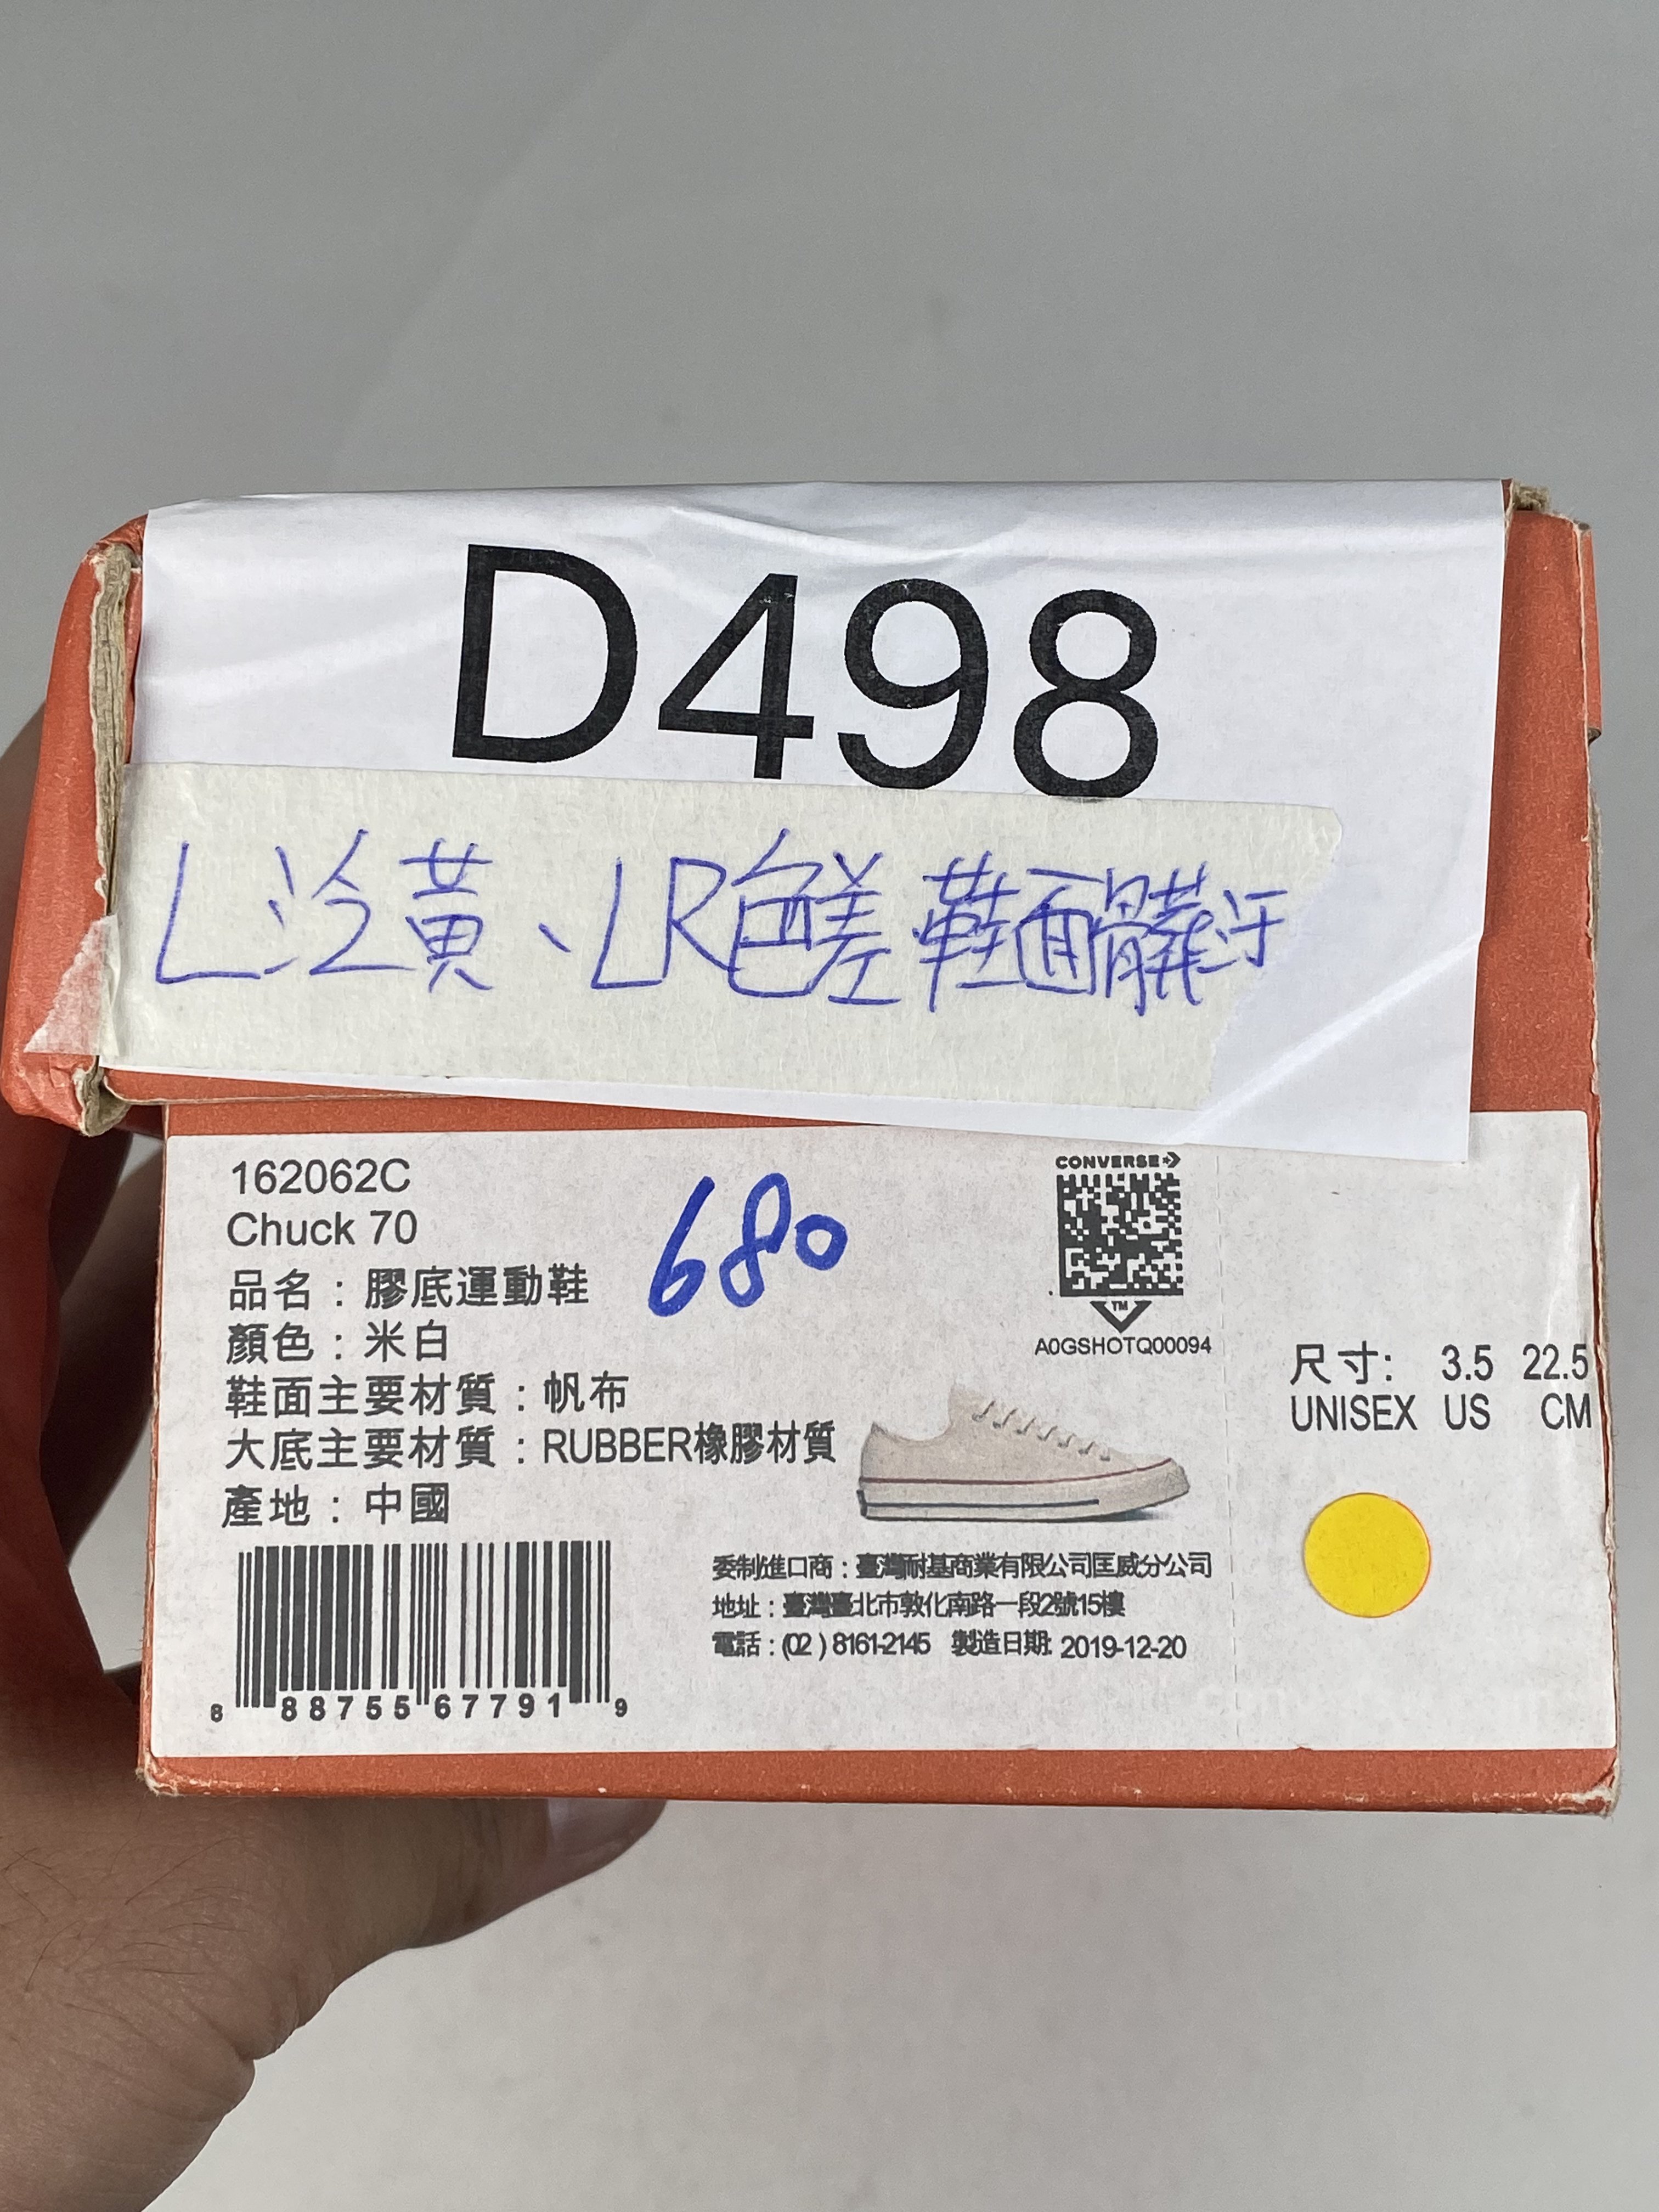 D498
L泛黃、LR色差 鞋面髒汙
162062C
Chuck 70
680
品名：膠底運動鞋
顏色：米白
鞋面主要材質：帆布
大底主要材質：RUBBER橡膠材質
產地：中國
8 88755 67791 9
CONVERSE
TM
A0GSHOTQ00094
尺寸: 3.5 22.5
UNISEX US CM
委制進口商：臺灣耐基商業有限公司匡威分公司
地址：臺灣臺北市敦化南路一段2號15樓
電話：(02 ) 8161-2145 製造日期: 2019-12-20